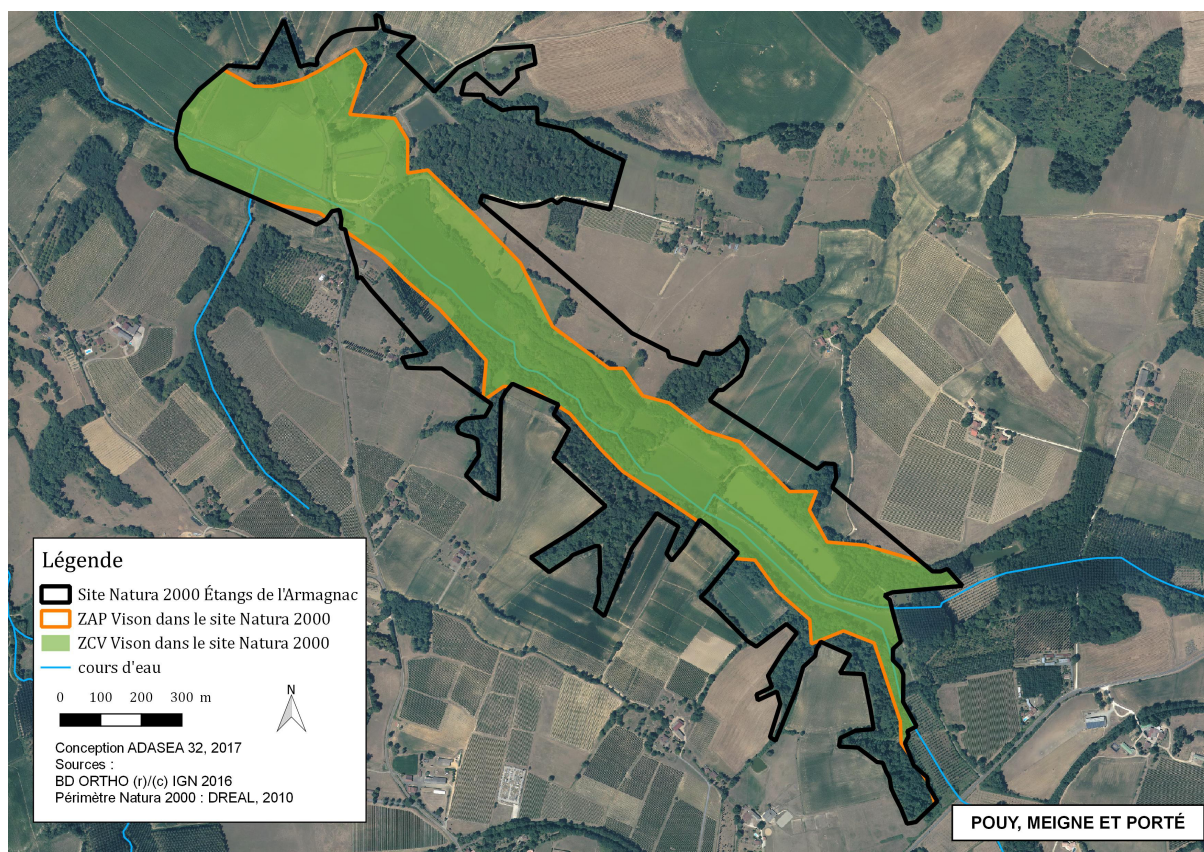 Légende
Site Natura 2000 Étangs de l'Armagnac
ZAP Vison dans le site Natura 2000
ZCV Vison dans le site Natura 2000
cours d'eau
0 100 200 300 m
N
Conception ADASEA 32, 2017
Sources :
BD ORTHO (r)/(c) IGN 2016
Périmètre Natura 2000 : DREAL, 2010
POUY, MEIGNE ET PORTÉ